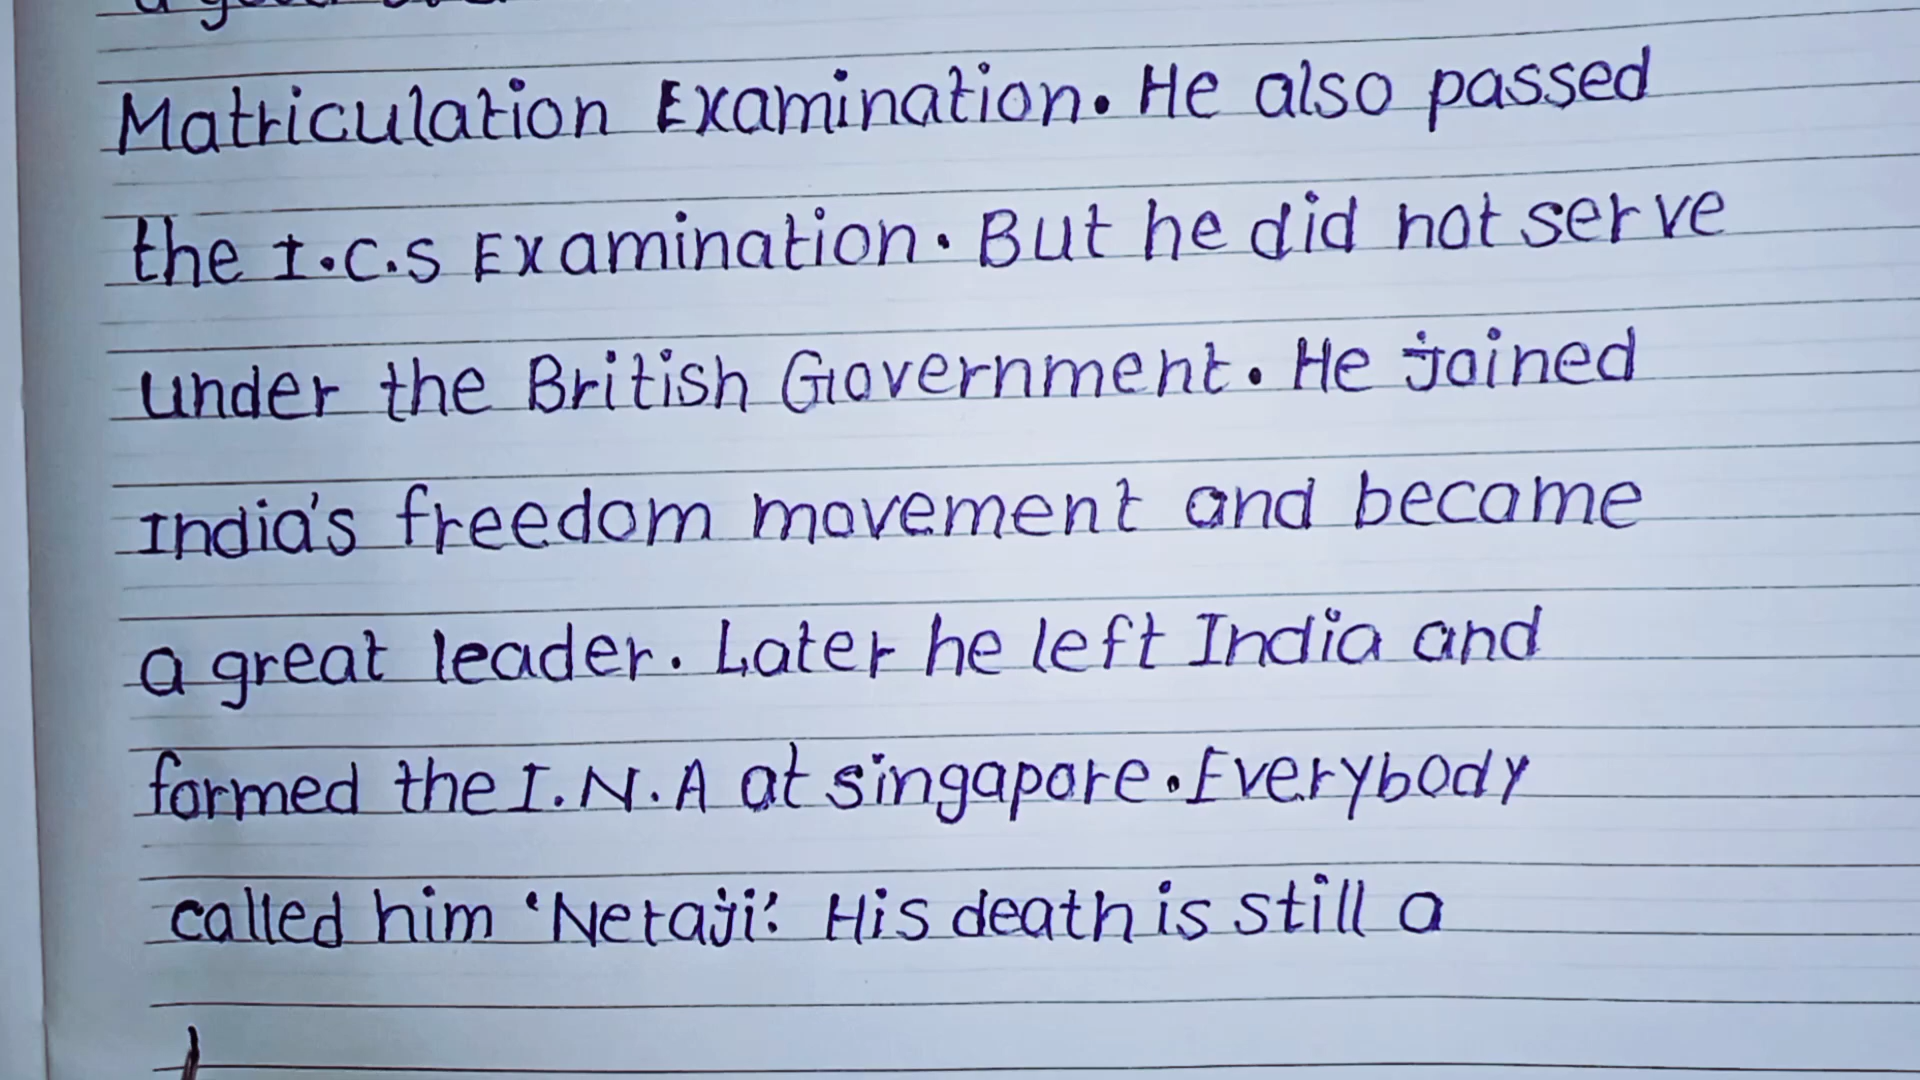 Matriculation Examination. He also passed
the I.C.S Examination. But he did not serve
under the British Government. He joined
India's freedom movement and became
a great leader. Later he left India and
formed the I.N.A at singapore. Everybody
called him 'Netaji'. His death is still a